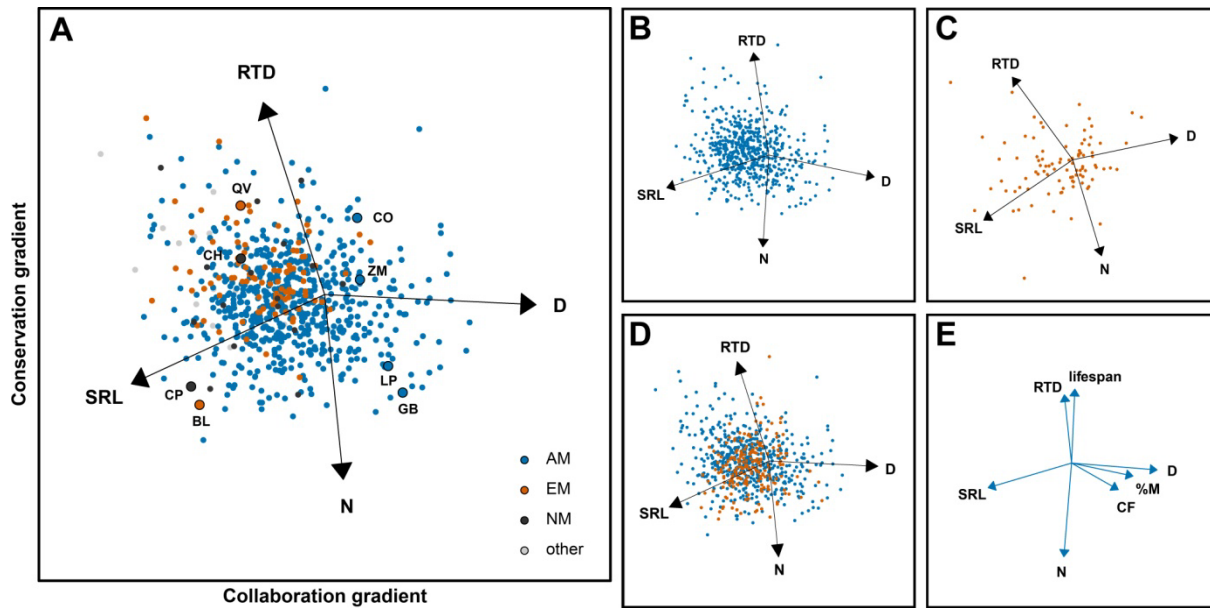 A
RTD
QV
CO
CH
ZM
D
SRL
CP
BL
LP
GB
N
AM
EM
NM
other
Conservation gradient
Collaboration gradient
B
RTD
SRL
D
N
C
RTD
D
SRL
N
D
RTD
D
SRL
N
E
RTD
lifespan
SRL
D
%M
CF
N